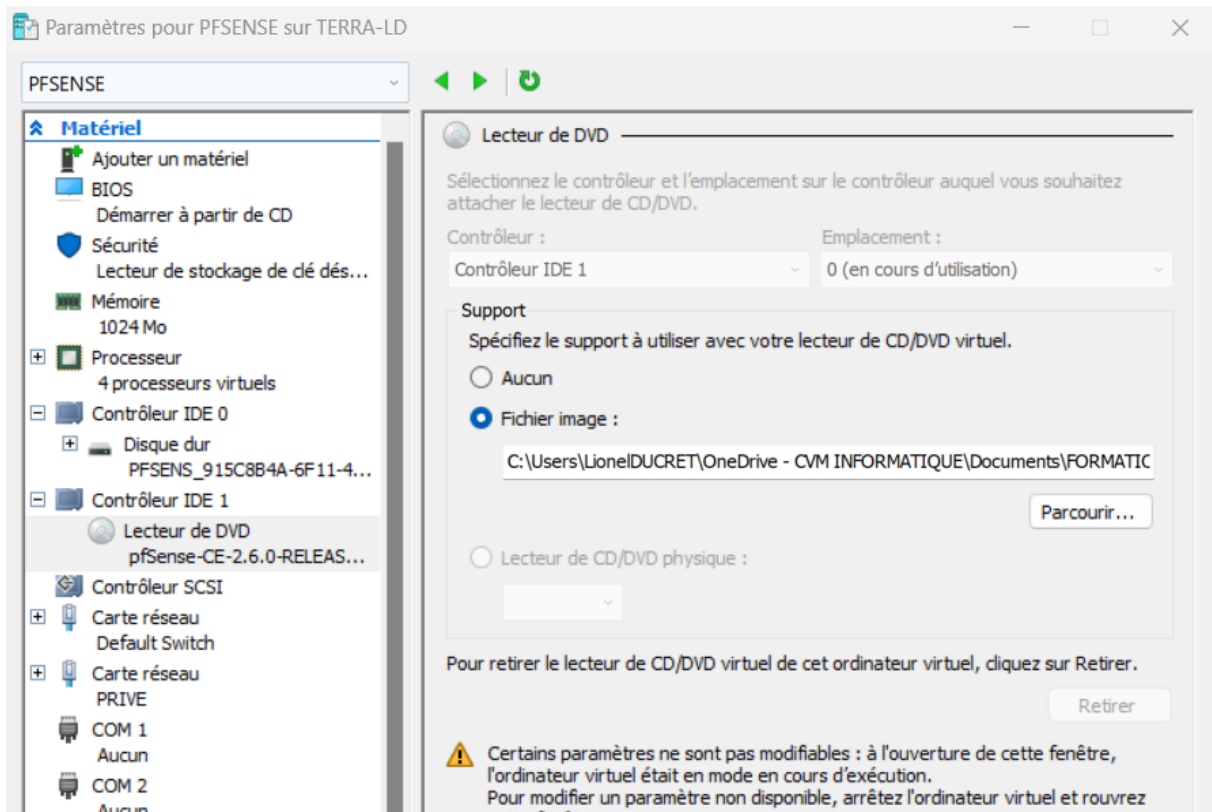 Paramètres pour PFSENSE sur TERRA-LD
PFSENSE
Matériel
Ajouter un matériel
BIOS
Démarrer à partir de CD
Sécurité
Lecteur de stockage de clé dés...
Mémoire
1024 Mo
Processeur
4 processeurs virtuels
Contrôleur IDE 0
Disque dur
PFSENS_915C8B4A-6F11-4...
Contrôleur IDE 1
Lecteur de DVD
pfSense-CE-2.6.0-RELEAS...
Contrôleur SCSI
Carte réseau
Default Switch
Carte réseau
PRIVE
COM 1
Aucun
COM 2
Aucun
Lecteur de DVD
Sélectionnez le contrôleur et l'emplacement sur le contrôleur auquel vous souhaitez
attacher le lecteur de CD/DVD.
Contrôleur :
Emplacement :
Contrôleur IDE 1
0 (en cours d'utilisation)
Support
Spécifiez le support à utiliser avec votre lecteur de CD/DVD virtuel.
Aucun
Fichier image :
C:\Users\LionelDUCRET\OneDrive - CVM INFORMATIQUE\Documents\FORMATIC
Parcourir...
Lecteur de CD/DVD physique :
Pour retirer le lecteur de CD/DVD virtuel de cet ordinateur virtuel, cliquez sur Retirer.
Retirer
Certains paramètres ne sont pas modifiables : à l'ouverture de cette fenêtre,
l'ordinateur virtuel était en mode en cours d'exécution.
Pour modifier un paramètre non disponible, arrêtez l'ordinateur virtuel et rouvrez